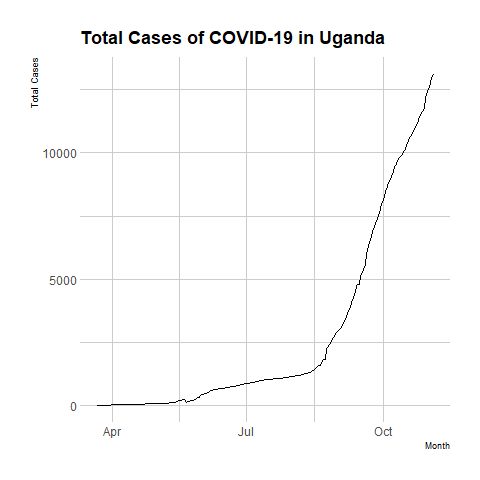 Total Cases of COVID-19 in Uganda
Total Cases
10000
5000
0
Apr Jul Oct
Month